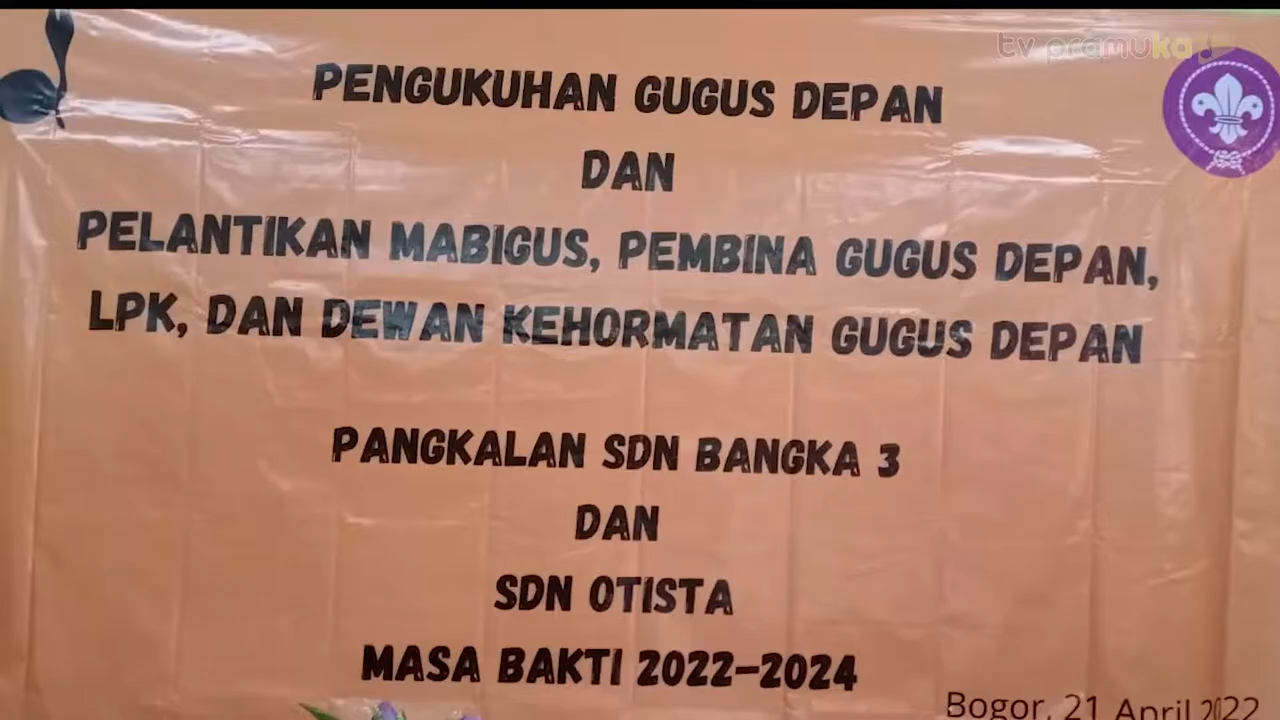 tv pramuka
PENGUKUHAN GUGUS DEPAN
DAN
PELANTIKAN MABIGUS, PEMBINA GUGUS DEPAN,
LPK, DAN DEWAN KEHORMATAN GUGUS DEPAN
PANGKALAN SDN BANGKA 3
DAN
SDN OTISTA
MASA BAKTI 2022-2024
Bogor, 21 April 2022